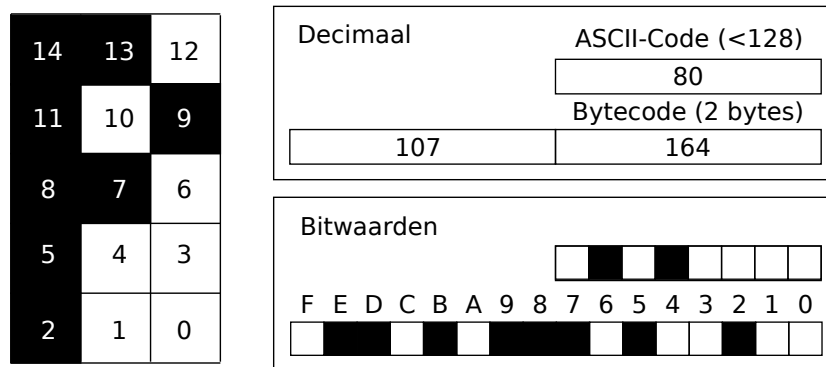 14 13 12
11 10 9
8 7 6
5 4 3
2 1 0
Decimaal
ASCII-Code (<128)
80
Bytecode (2 bytes)
107 164
Bitwaarden
F E D C B A 9 8 7 6 5 4 3 2 1 0